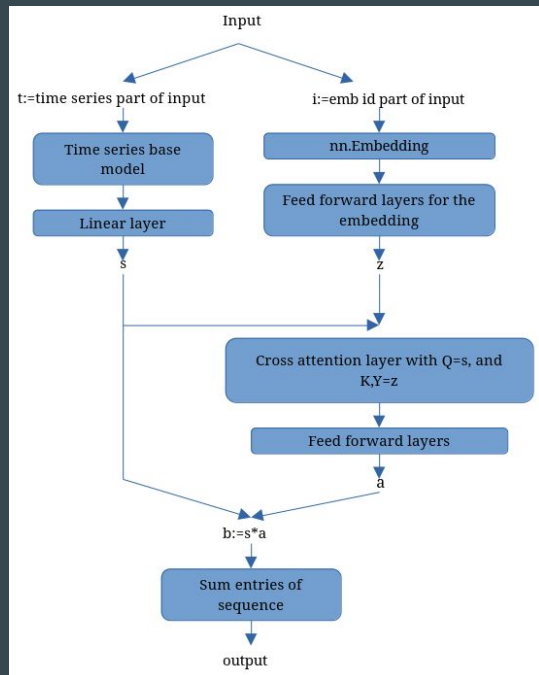 Input
t:=time series part of input
i:=emb id part of input
Time series base
model
nn.Embedding
Linear layer
Feed forward layers for the
embedding
s
z
Cross attention layer with Q=s, and
K,Y=z
Feed forward layers
a
b:=s*a
Sum entries of
sequence
output